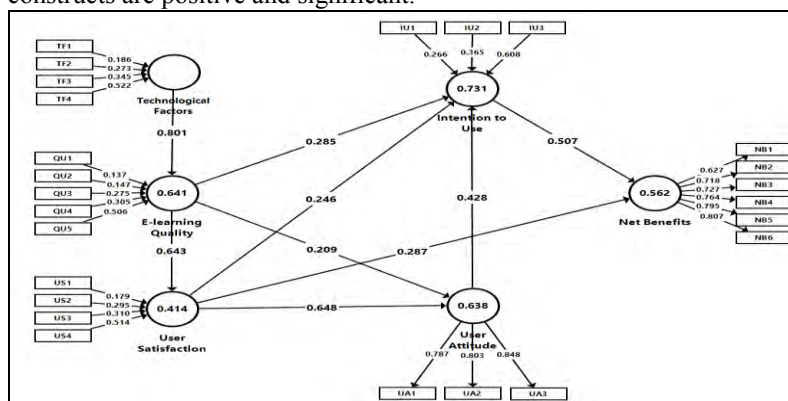 constructs are positive and significant.
IU1 IU2 IU3
0.266 0.365 0.608
TF1
TF2
TF3
TF4
0.186
0.273
0.345
0.522
Technological
Factors
0.731
Intention to
Use
0.801
0.285
0.507
QU1
QU2
QU3
QU4
QU5
0.137
0.147
0.275
0.305
0.506
0.641
E-learning
Quality
0.246
0.428
0.562
Net Benefits
0.627
0.718
0.727
0.764
0.795
0.807
NB1
NB2
NB3
NB4
NB5
NB6
0.643
0.209
0.287
US1
US2
US3
US4
0.179
0.295
0.310
0.514
0.414
User
Satisfaction
0.648
0.638
User
Attitude
0.787 0.803 0.848
UA1 UA2 UA3